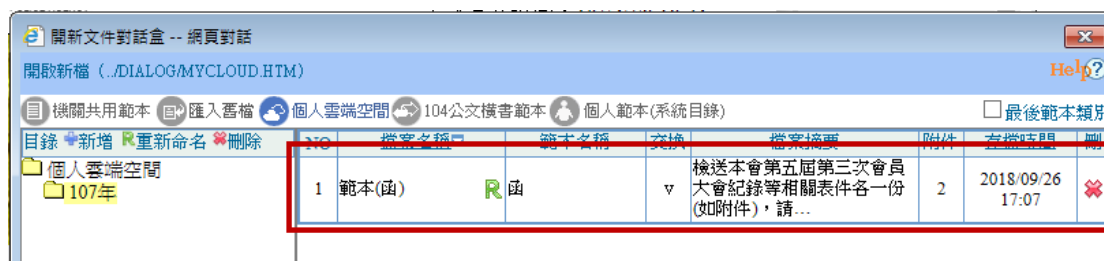 開新文件對話盒 -- 網頁對話
開啟新檔 (../DIALOG/MYCLOUD.HTM)
Help?
機關共用範本 匯入舊檔 個人雲端空間 104公文橫書範本 個人範本(系統目錄) 最後範本類別
目錄 新增 R重新命名 刪除
NO 檔案名稱 範本名稱 交換 檔案摘要 附件 存檔時間 刪
個人雲端空間
107年
1 範本(函) R 函 v 檢送本會第五屆第三次會員 2 2018/09/26
大會紀錄等相關表件各一份 17:07
(如附件),請...